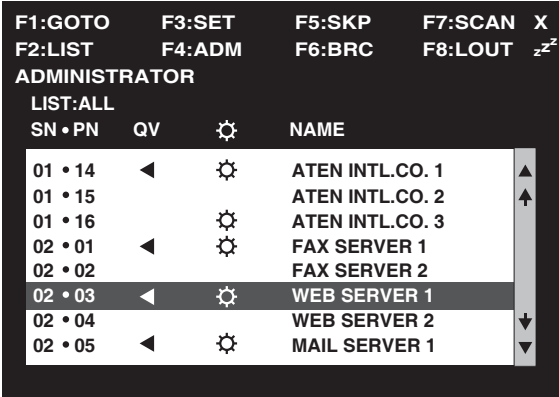 F1:GOTO F3:SET F5:SKP F7:SCAN X
F2:LIST F4:ADM F6:BRC F8:LOUT zzz
ADMINISTRATOR
LIST:ALL
SN•PN QV ☼ NAME
01•14 ◀ ☼ ATEN INTL.CO. 1
01•15 ATEN INTL.CO. 2
01•16 ☼ ATEN INTL.CO. 3
02•01 ◀ ☼ FAX SERVER 1
02•02 FAX SERVER 2
02•03 ◀ ☼ WEB SERVER 1
02•04 WEB SERVER 2
02•05 ◀ ☼ MAIL SERVER 1